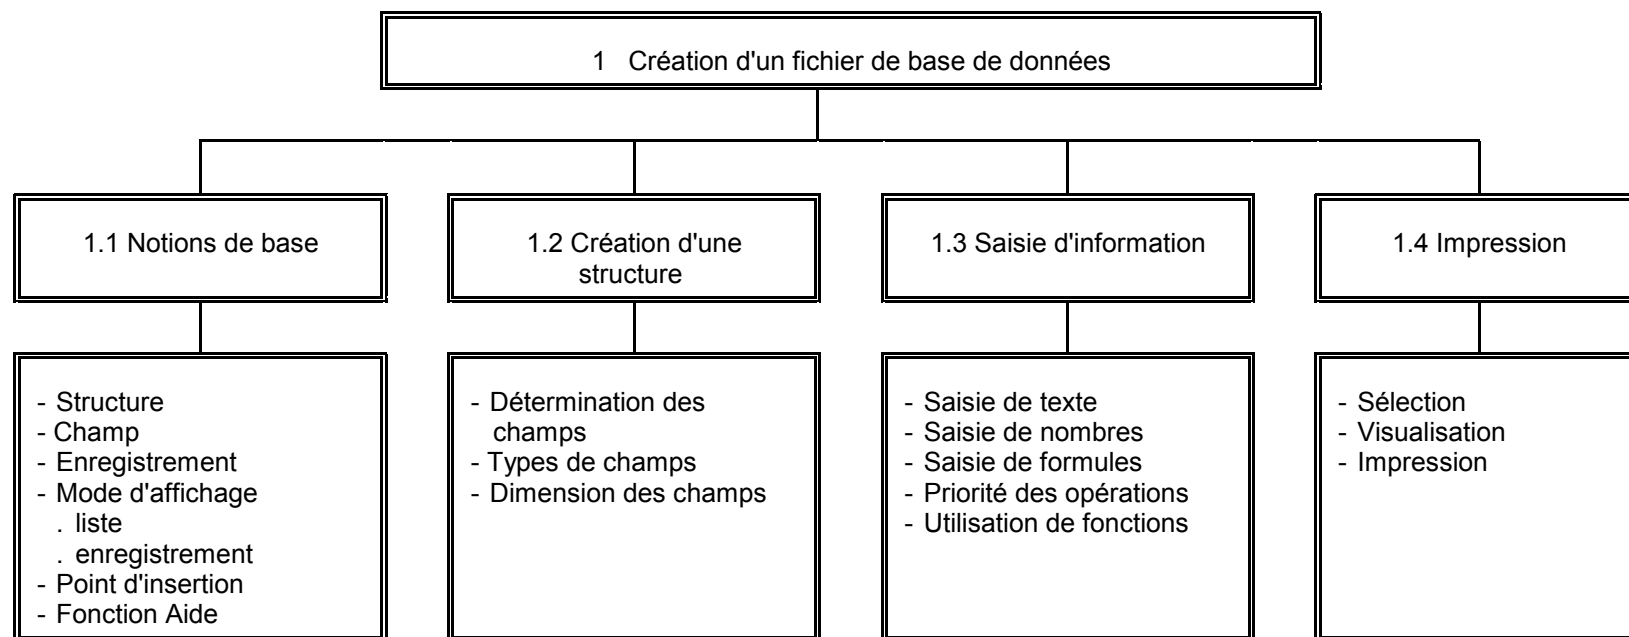 1 Création d'un fichier de base de données
1.1 Notions de base
1.2 Création d'une
structure
1.3 Saisie d'information
1.4 Impression
- Structure
- Champ
- Enregistrement
- Mode d'affichage
. liste
. enregistrement
- Point d'insertion
- Fonction Aide
- Détermination des
champs
- Types de champs
- Dimension des champs
- Saisie de texte
- Saisie de nombres
- Saisie de formules
- Priorité des opérations
- Utilisation de fonctions
- Sélection
- Visualisation
- Impression